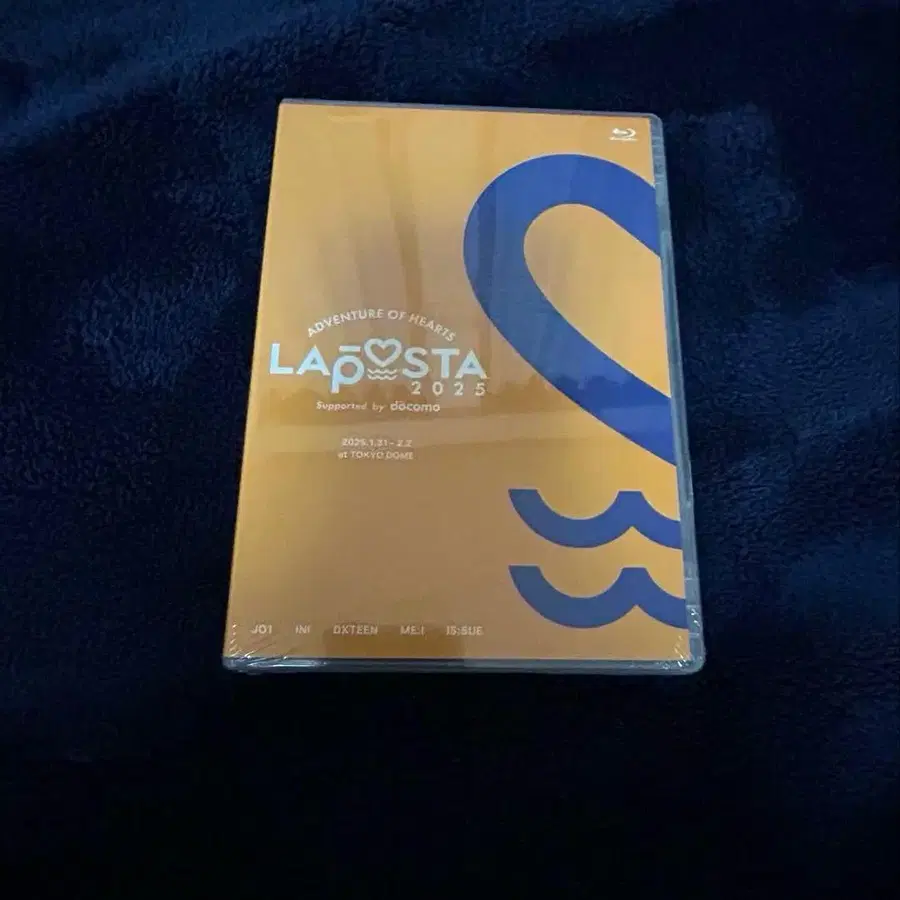 ADVENTURE OF HEARTS
LAPOSTA
2025
Supported by döcomo
2025.1.31-2.2
at TOKYO DOME
JO1 INI DXTEEN ME:I IS:SUE